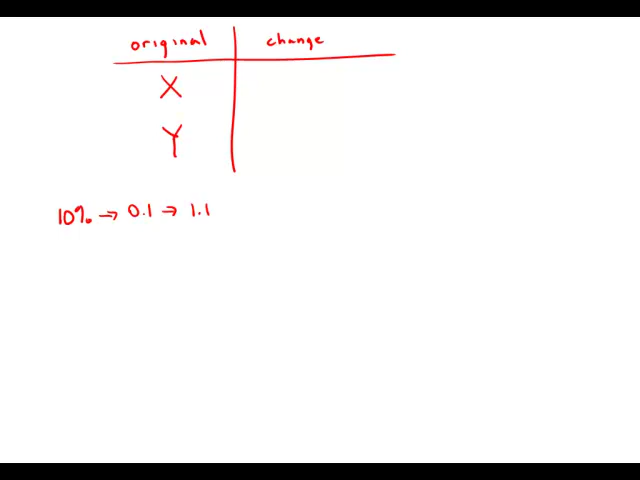 original change
X
Y
10% → 0.1 → 1.1